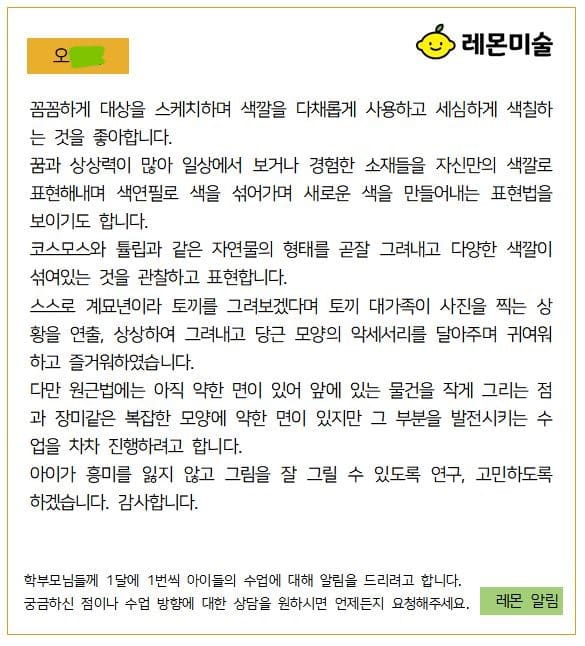 오
레몬미술
꼼꼼하게 대상을 스케치하며 색깔을 다채롭게 사용하고 세심하게 색칠하
는 것을 좋아합니다.
꿈과 상상력이 많아 일상에서 보거나 경험한 소재들을 자신만의 색깔로
표현해내며 색연필로 색을 섞어가며 새로운 색을 만들어내는 표현법을
보이기도 합니다.
코스모스와 튤립과 같은 자연물의 형태를 곧잘 그려내고 다양한 색깔이
섞여있는 것을 관찰하고 표현합니다.
스스로 계묘년이라 토끼를 그려보겠다며 토끼 대가족이 사진을 찍는 상
황을 연출, 상상하여 그려내고 당근 모양의 악세서리를 달아주며 귀여워
하고 즐거워하였습니다.
다만 원근법에는 아직 약한 면이 있어 앞에 있는 물건을 작게 그리는 점
과 장미같은 복잡한 모양에 약한 면이 있지만 그 부분을 발전시키는 수
업을 차차 진행하려고 합니다.
아이가 흥미를 잃지 않고 그림을 잘 그릴 수 있도록 연구, 고민하도록
하겠습니다. 감사합니다.
학부모님들께 1달에 1번씩 아이들의 수업에 대해 알림을 드리려고 합니다.
궁금하신 점이나 수업 방향에 대한 상담을 원하시면 언제든지 요청해주세요.
레몬 알림